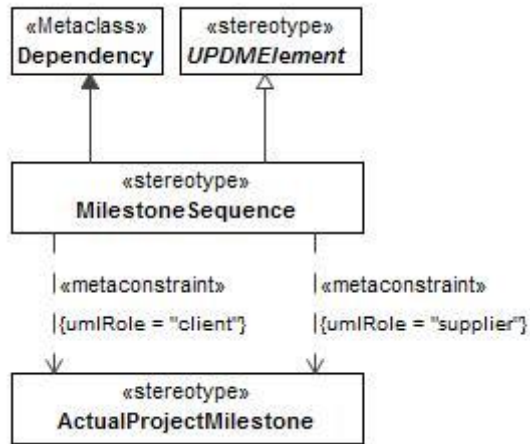 «Metaclass»
Dependency
«stereotype»
UPDMElement
«stereotype»
MilestoneSequence
«metaconstraint»
{umlRole = "client"}
«metaconstraint»
{umlRole = "supplier"}
«stereotype»
ActualProjectMilestone